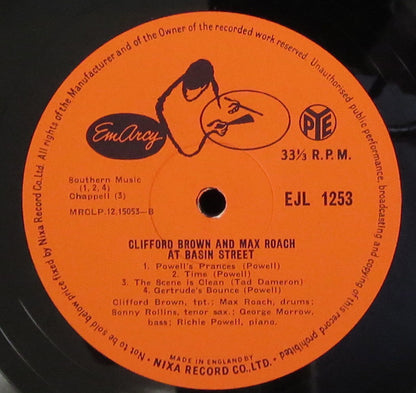 All rights of the Manufacturer and of the Owner of the recorded work reserved. Unauthorised public performance, broadcasting and copying of this record prohibited.
Not to be sold below price fixed by Nixa Record Co. Ltd.
EmArcy
PYE
33⅓ R.P.M.
Southern Music
(1, 2, 4)
Chappell (3)
MRCLP.12.15053-B
EJL 1253
CLIFFORD BROWN AND MAX ROACH
AT BASIN STREET
1. Powell's Prances (Powell)
2. Time (Powell)
3. The Scene is Clean (Tad Dameron)
4. Gertrude's Bounce (Powell)
Clifford Brown, tpt.; Max Roach, drums;
Sonny Rollins, tenor sax.; George Morrow,
bass; Richie Powell, piano.
MADE IN ENGLAND BY
NIXA RECORD CO., LTD.